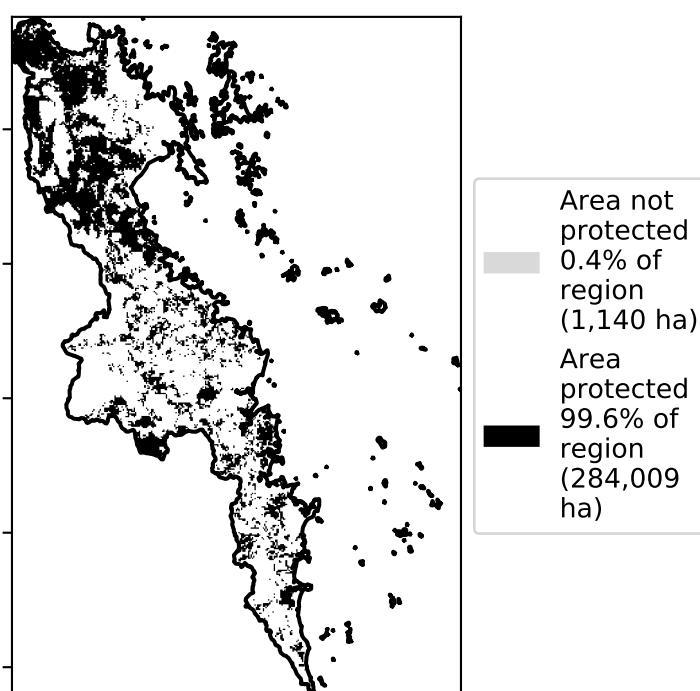 Area not
protected
0.4% of
region
(1,140 ha)
Area
protected
99.6% of
region
(284,009
ha)